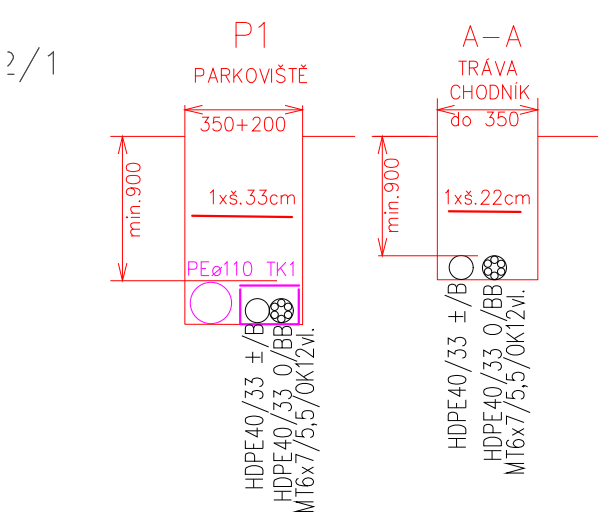 2/1
P1
PARKOVIŠTĚ
350+200
min.900
1xš.33cm
PEø110 TK1
HDPE40/33 ±/B
HDPE40/33 O/BB
MT6x7/5,5/OK12vl.
A-A
TRÁVA
CHODNÍK
do 350
min.900
1xš.22cm
HDPE40/33 ±/B
HDPE40/33 O/BB
MT6x7/5,5/OK12vl.